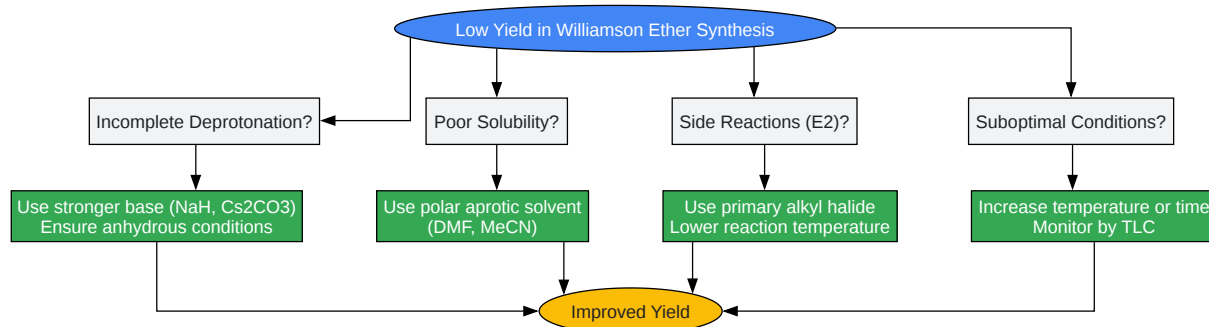 Low Yield in Williamson Ether Synthesis
Incomplete Deprotonation?
Poor Solubility?
Side Reactions (E2)?
Suboptimal Conditions?
Use stronger base (NaH, Cs2CO3)
Ensure anhydrous conditions
Use polar aprotic solvent
(DMF, MeCN)
Use primary alkyl halide
Lower reaction temperature
Increase temperature or time
Monitor by TLC
Improved Yield